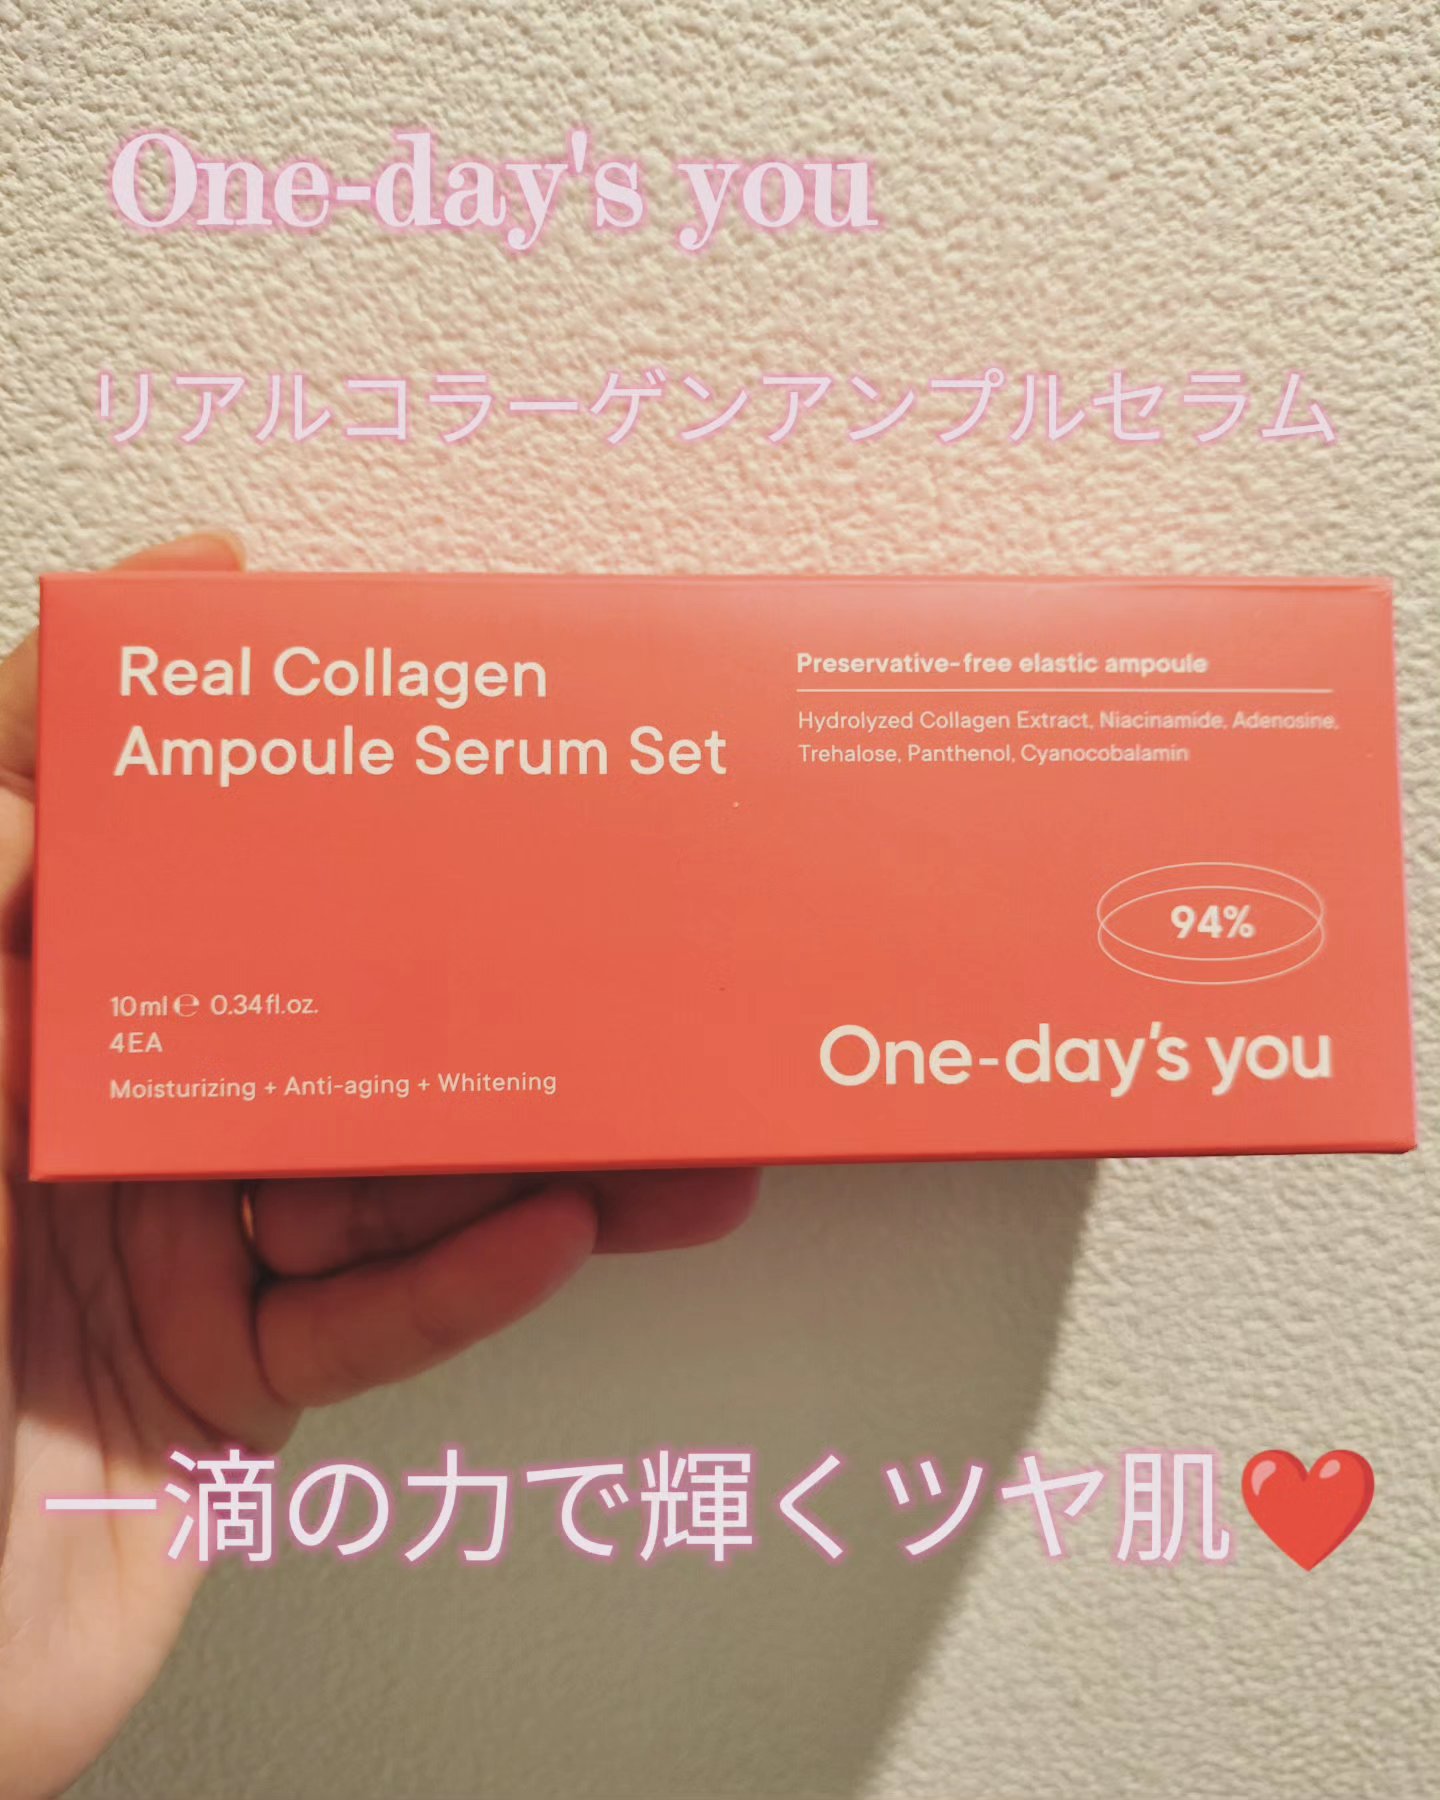 One-day's you
リアルコラーゲンアンプルセラム
Real Collagen
Ampoule Serum Set
Preservative-free elastic ampoule
Hydrolyzed Collagen Extract, Niacinamide, Adenosine,
Trehalose, Panthenol, Cyanocobalamin
94%
10ml ℮ 0.34fl.oz.
4EA
Moisturizing + Anti-aging + Whitening
One-day's you
一滴の力で輝くツヤ肌❤️